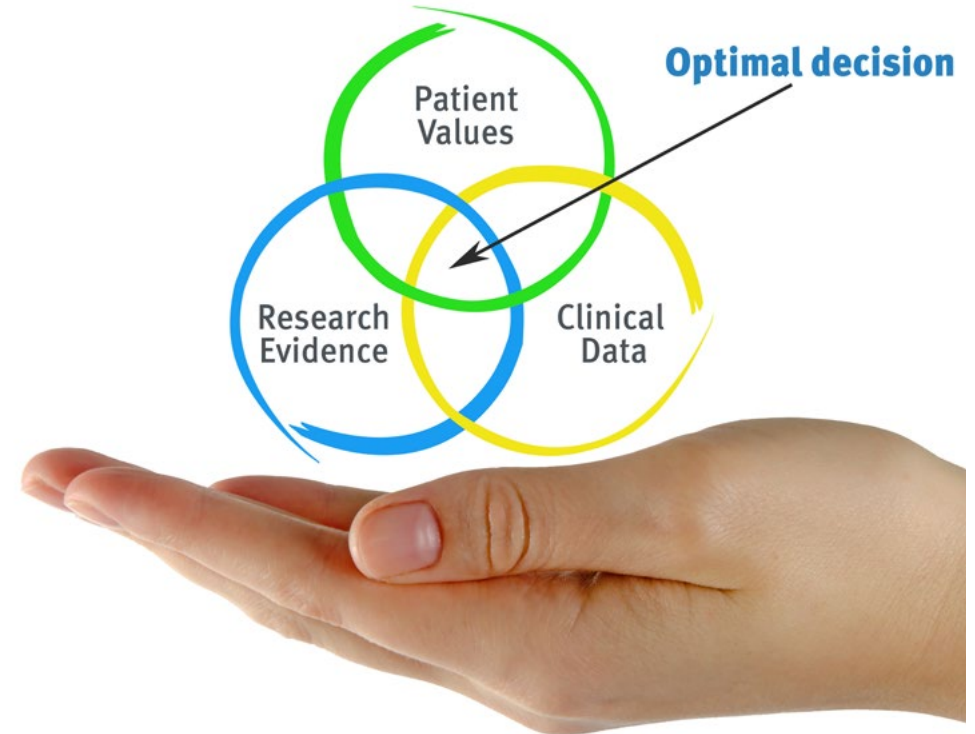 Optimal decision
Patient
Values
Research
Evidence
Clinical
Data